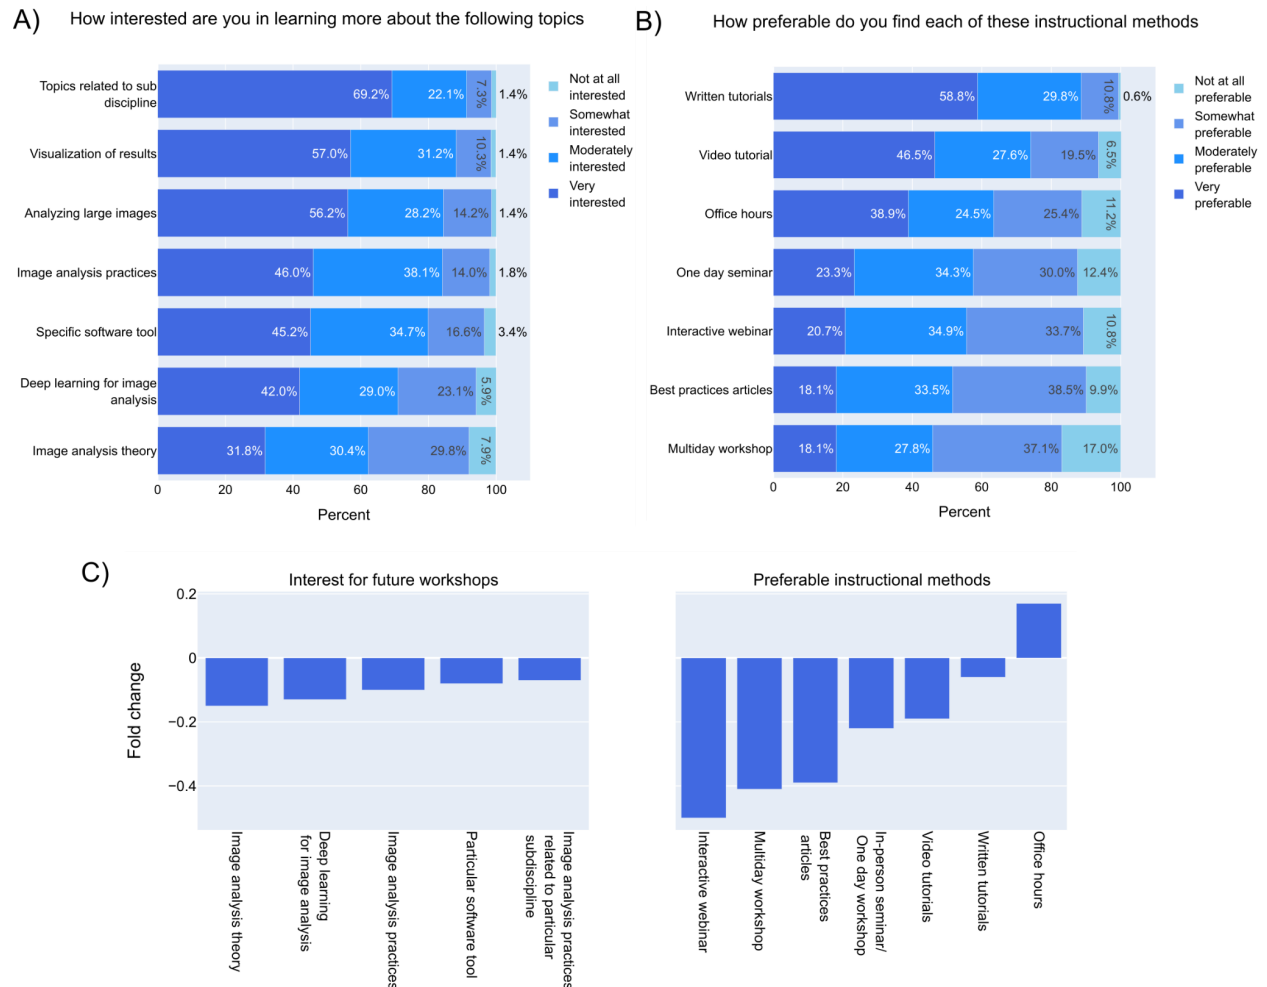 A)
How interested are you in learning more about the following topics
Topics related to sub
discipline
69.2%
22.1%
7.3%
1.4%
Visualization of results
57.0%
31.2%
10.3%
1.4%
Analyzing large images
56.2%
28.2%
14.2%
1.4%
Image analysis practices
46.0%
38.1%
14.0%
1.8%
Specific software tool
45.2%
34.7%
16.6%
3.4%
Deep learning for image
analysis
42.0%
29.0%
23.1%
5.9%
Image analysis theory
31.8%
30.4%
29.8%
7.9%
0
20
40
60
80
100
Percent
Not at all
interested
Somewhat
interested
Moderately
interested
Very
interested
B)
How preferable do you find each of these instructional methods
Written tutorials
58.8%
29.8%
10.8%
0.6%
Video tutorial
46.5%
27.6%
19.5%
6.5%
Office hours
38.9%
24.5%
25.4%
11.2%
One day seminar
23.3%
34.3%
30.0%
12.4%
Interactive webinar
20.7%
34.9%
33.7%
10.8%
Best practices articles
18.1%
33.5%
38.5%
9.9%
Multiday workshop
18.1%
27.8%
37.1%
17.0%
0
20
40
60
80
100
Percent
Not at all
preferable
Somewhat
preferable
Moderately
preferable
Very
preferable
C)
Interest for future workshops
Fold change
0.2
0
−0.2
−0.4
Image analysis theory
Deep learning
for image analysis
Image analysis practices
Particular software tool
Image analysis practices
related to particular
subdiscipline
Preferable instructional methods
Interactive webinar
Multiday workshop
Best practices
articles
In-person seminar/
One day workshop
Video tutorials
Written tutorials
Office hours